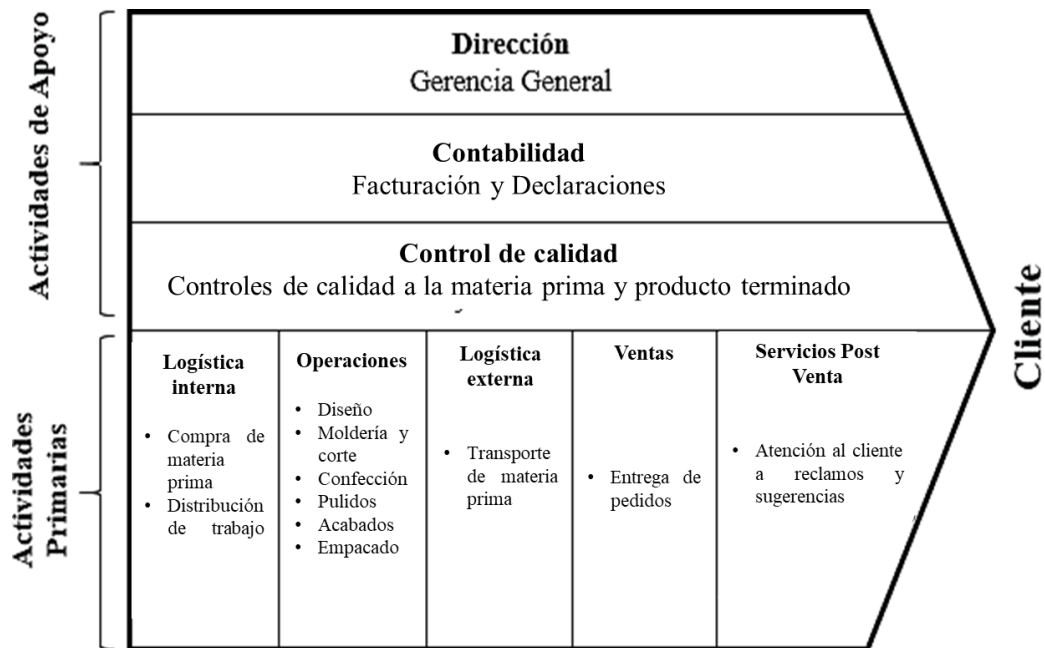 Actividades de Apoyo
Dirección
Gerencia General
Contabilidad
Facturación y Declaraciones
Control de calidad
Controles de calidad a la materia prima y producto terminado
Actividades
Primarias
Logística
interna
• Compra de
materia
prima
• Distribución
de trabajo
Operaciones
• Diseño
• Moldería y
corte
• Confección
• Pulidos
• Acabados
• Empacado
Logística
externa
• Transporte
de materia
prima
Ventas
• Entrega de
pedidos
Servicios Post
Venta
• Atención al cliente
a reclamos y
sugerencias
Cliente